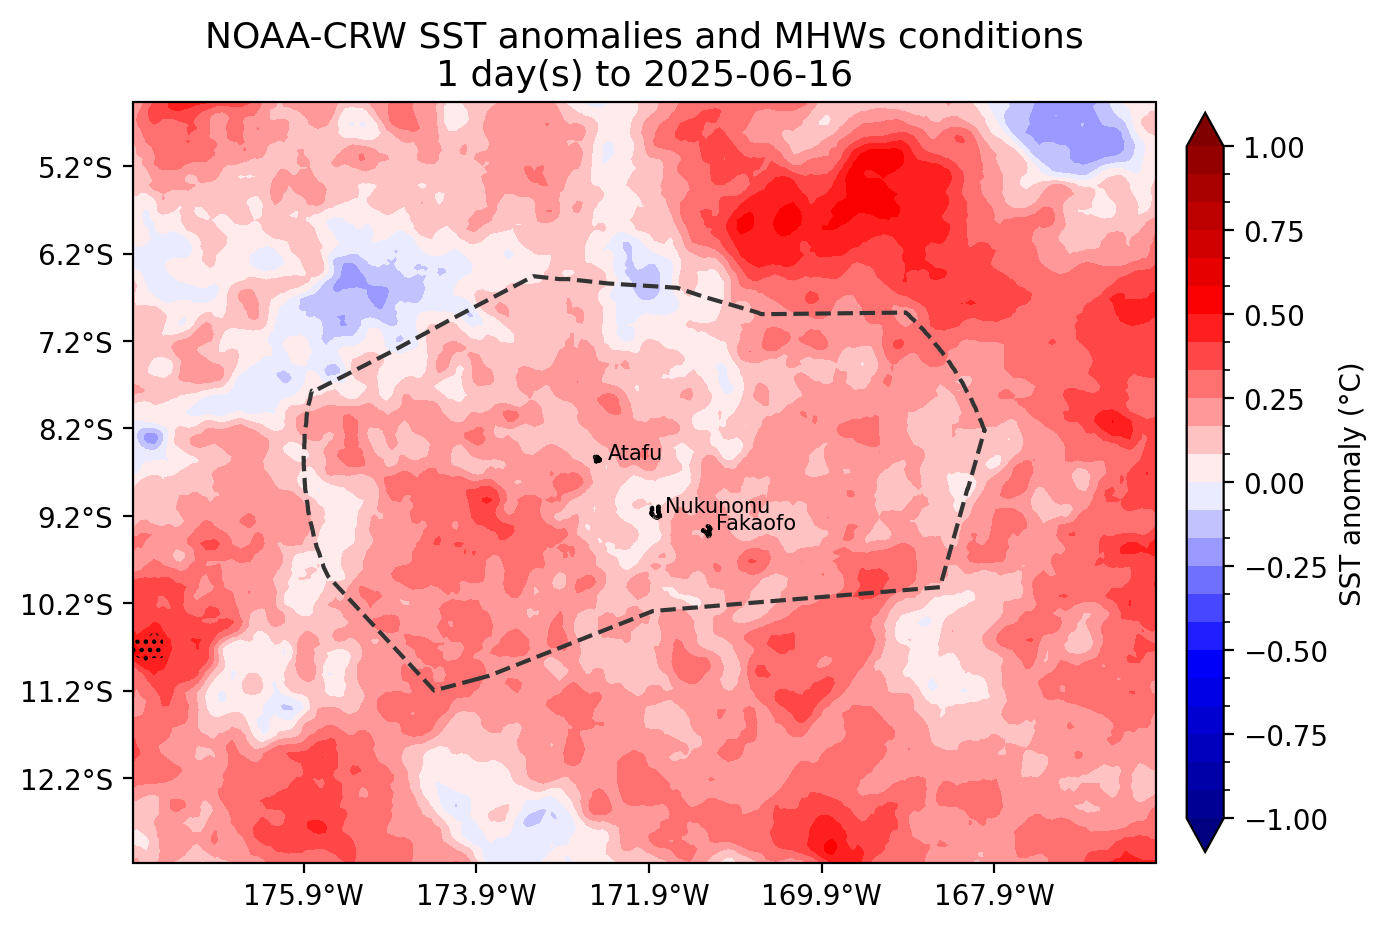 NOAA-CRW SST anomalies and MHWs conditions
1 day(s) to 2025-06-16
5.2°S
6.2°S
7.2°S
8.2°S
9.2°S
10.2°S
11.2°S
12.2°S
Atafu
Nukunonu
Fakaofo
175.9°W
173.9°W
171.9°W
169.9°W
167.9°W
1.00
0.75
0.50
0.25
0.00
−0.25
−0.50
−0.75
−1.00
SST anomaly (°C)